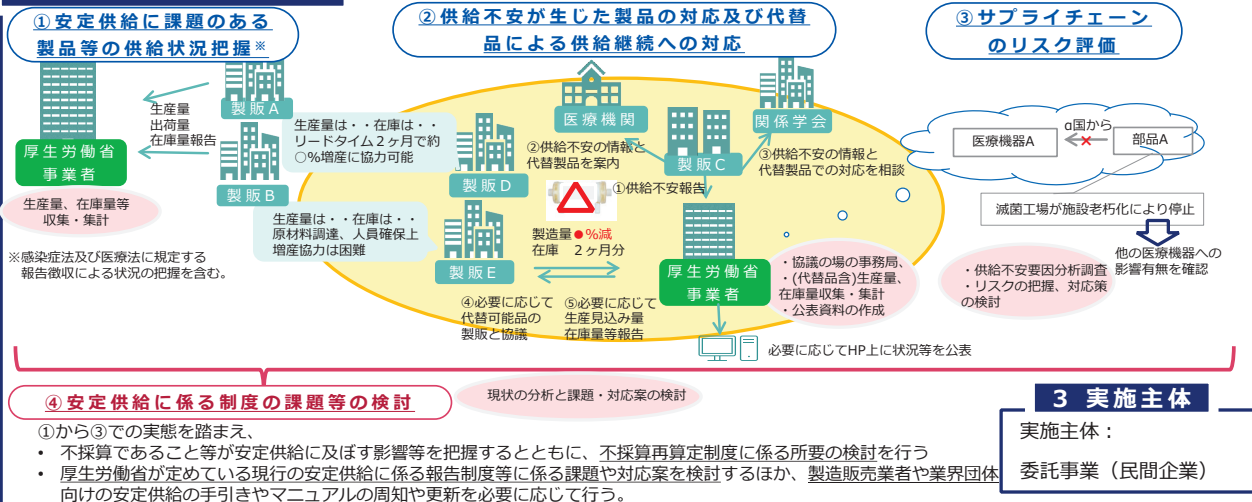 ①安定供給に課題のある
製品等の供給状況把握※
製販A
生産量
出荷量
在庫量報告
厚生労働省
事業者
製販B
生産量、在庫量等
収集・集計
※感染症法及び医療法に規定する
報告徴収による状況の把握を含む。
②供給不安が生じた製品の対応及び代替
品による供給継続への対応
生産量は・・在庫は・・
リードタイム２ヶ月で約
○%増産に協力可能
製販D
生産量は・・在庫は・・
原材料調達、人員確保上
増産協力は困難
製販E
医療機関
②供給不安の情報と
代替製品を案内
製販C
関係学会
③供給不安の情報と
代替製品での対応を相談
①供給不安報告
製造量●%減
在庫 2ヶ月分
厚生労働省
事業者
④必要に応じて
代替可能品の
製販と協議
⑤必要に応じて
生産見込み量
在庫量等報告
・協議の場の事務局、
・(代替品含)生産量、
在庫量収集・集計
・公表資料の作成
必要に応じてHP上に状況等を公表
③サプライチェーン
のリスク評価
医療機器A
α国から
部品A
滅菌工場が施設老朽化により停止
他の医療機器への
影響有無を確認
・供給不安要因分析調査
・リスクの把握、対応策
の検討
④安定供給に係る制度の課題等の検討
現状の分析と課題・対応案の検討
①から③での実態を踏まえ、
• 不採算であること等が安定供給に及ぼす影響等を把握するとともに、不採算再算定制度に係る所要の検討を行う
• 厚生労働省が定めている現行の安定供給に係る報告制度等に係る課題や対応案を検討するほか、製造販売業者や業界団体
向けの安定供給の手引きやマニュアルの周知や更新を必要に応じて行う。
3 実施主体
実施主体：
委託事業（民間企業）